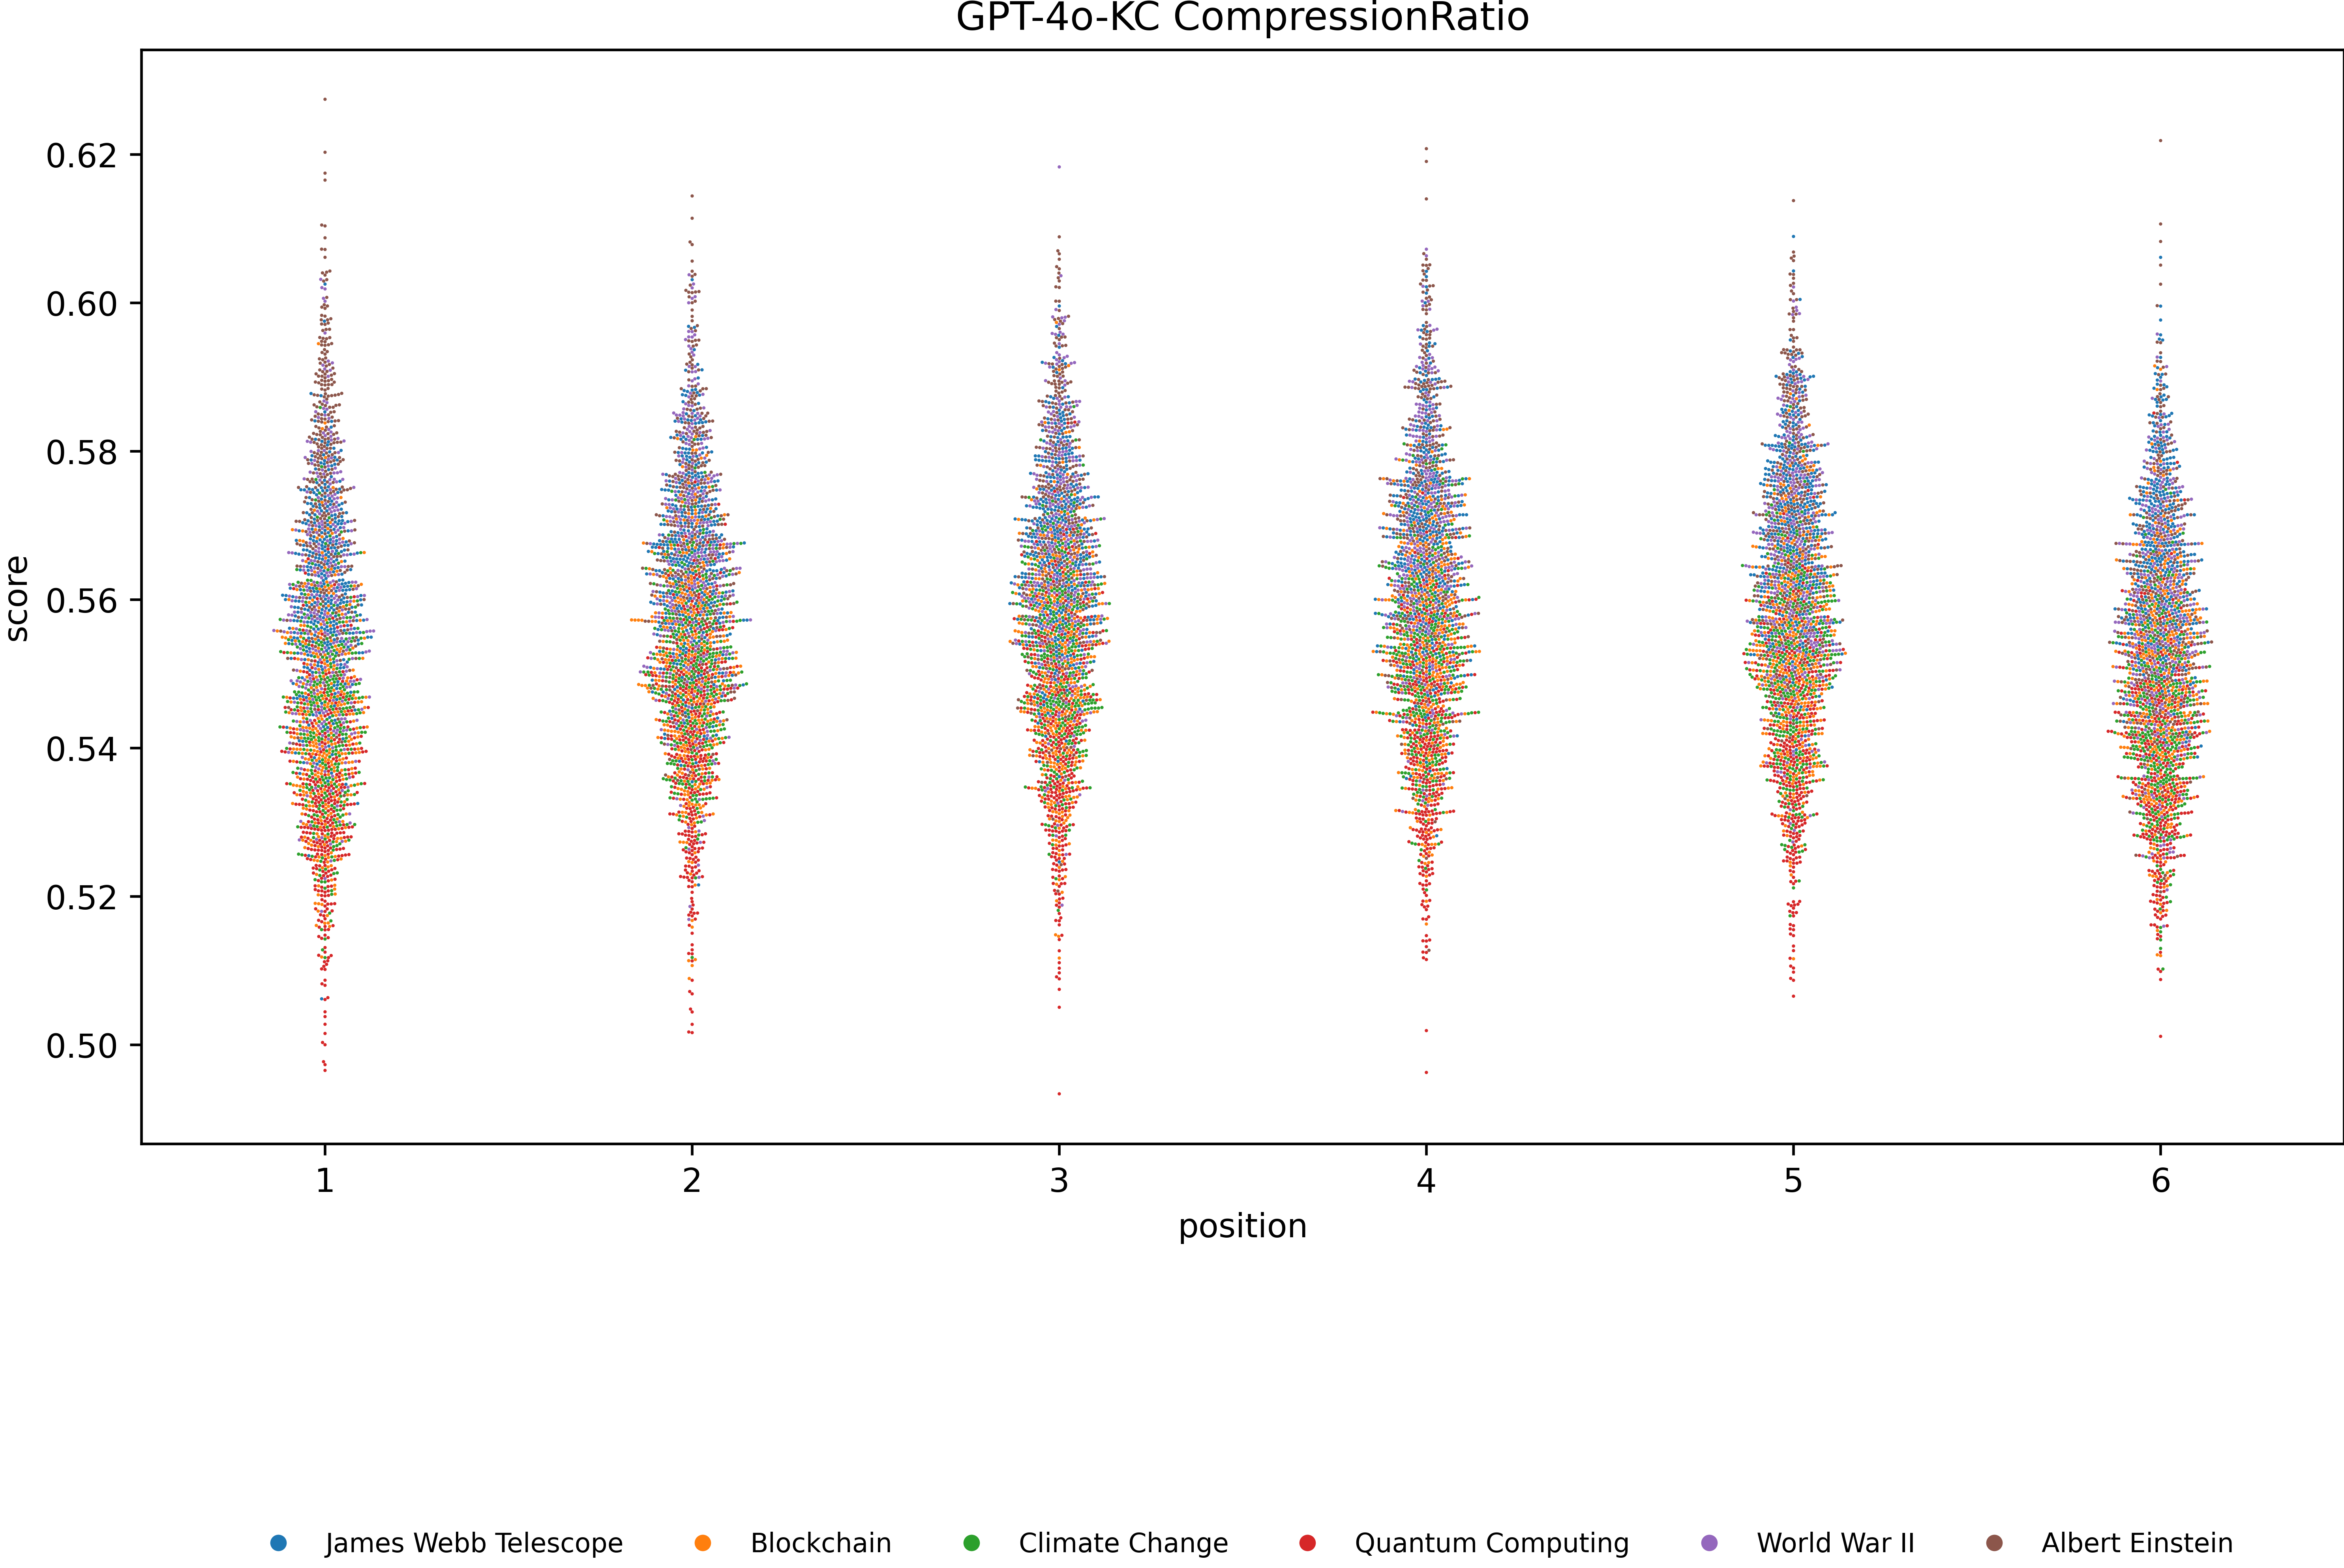 GPT-4o-KC CompressionRatio
score
0.62
0.60
0.58
0.56
0.54
0.52
0.50
1 2 3 4 5 6
position
James Webb Telescope Blockchain Climate Change Quantum Computing World War II Albert Einstein